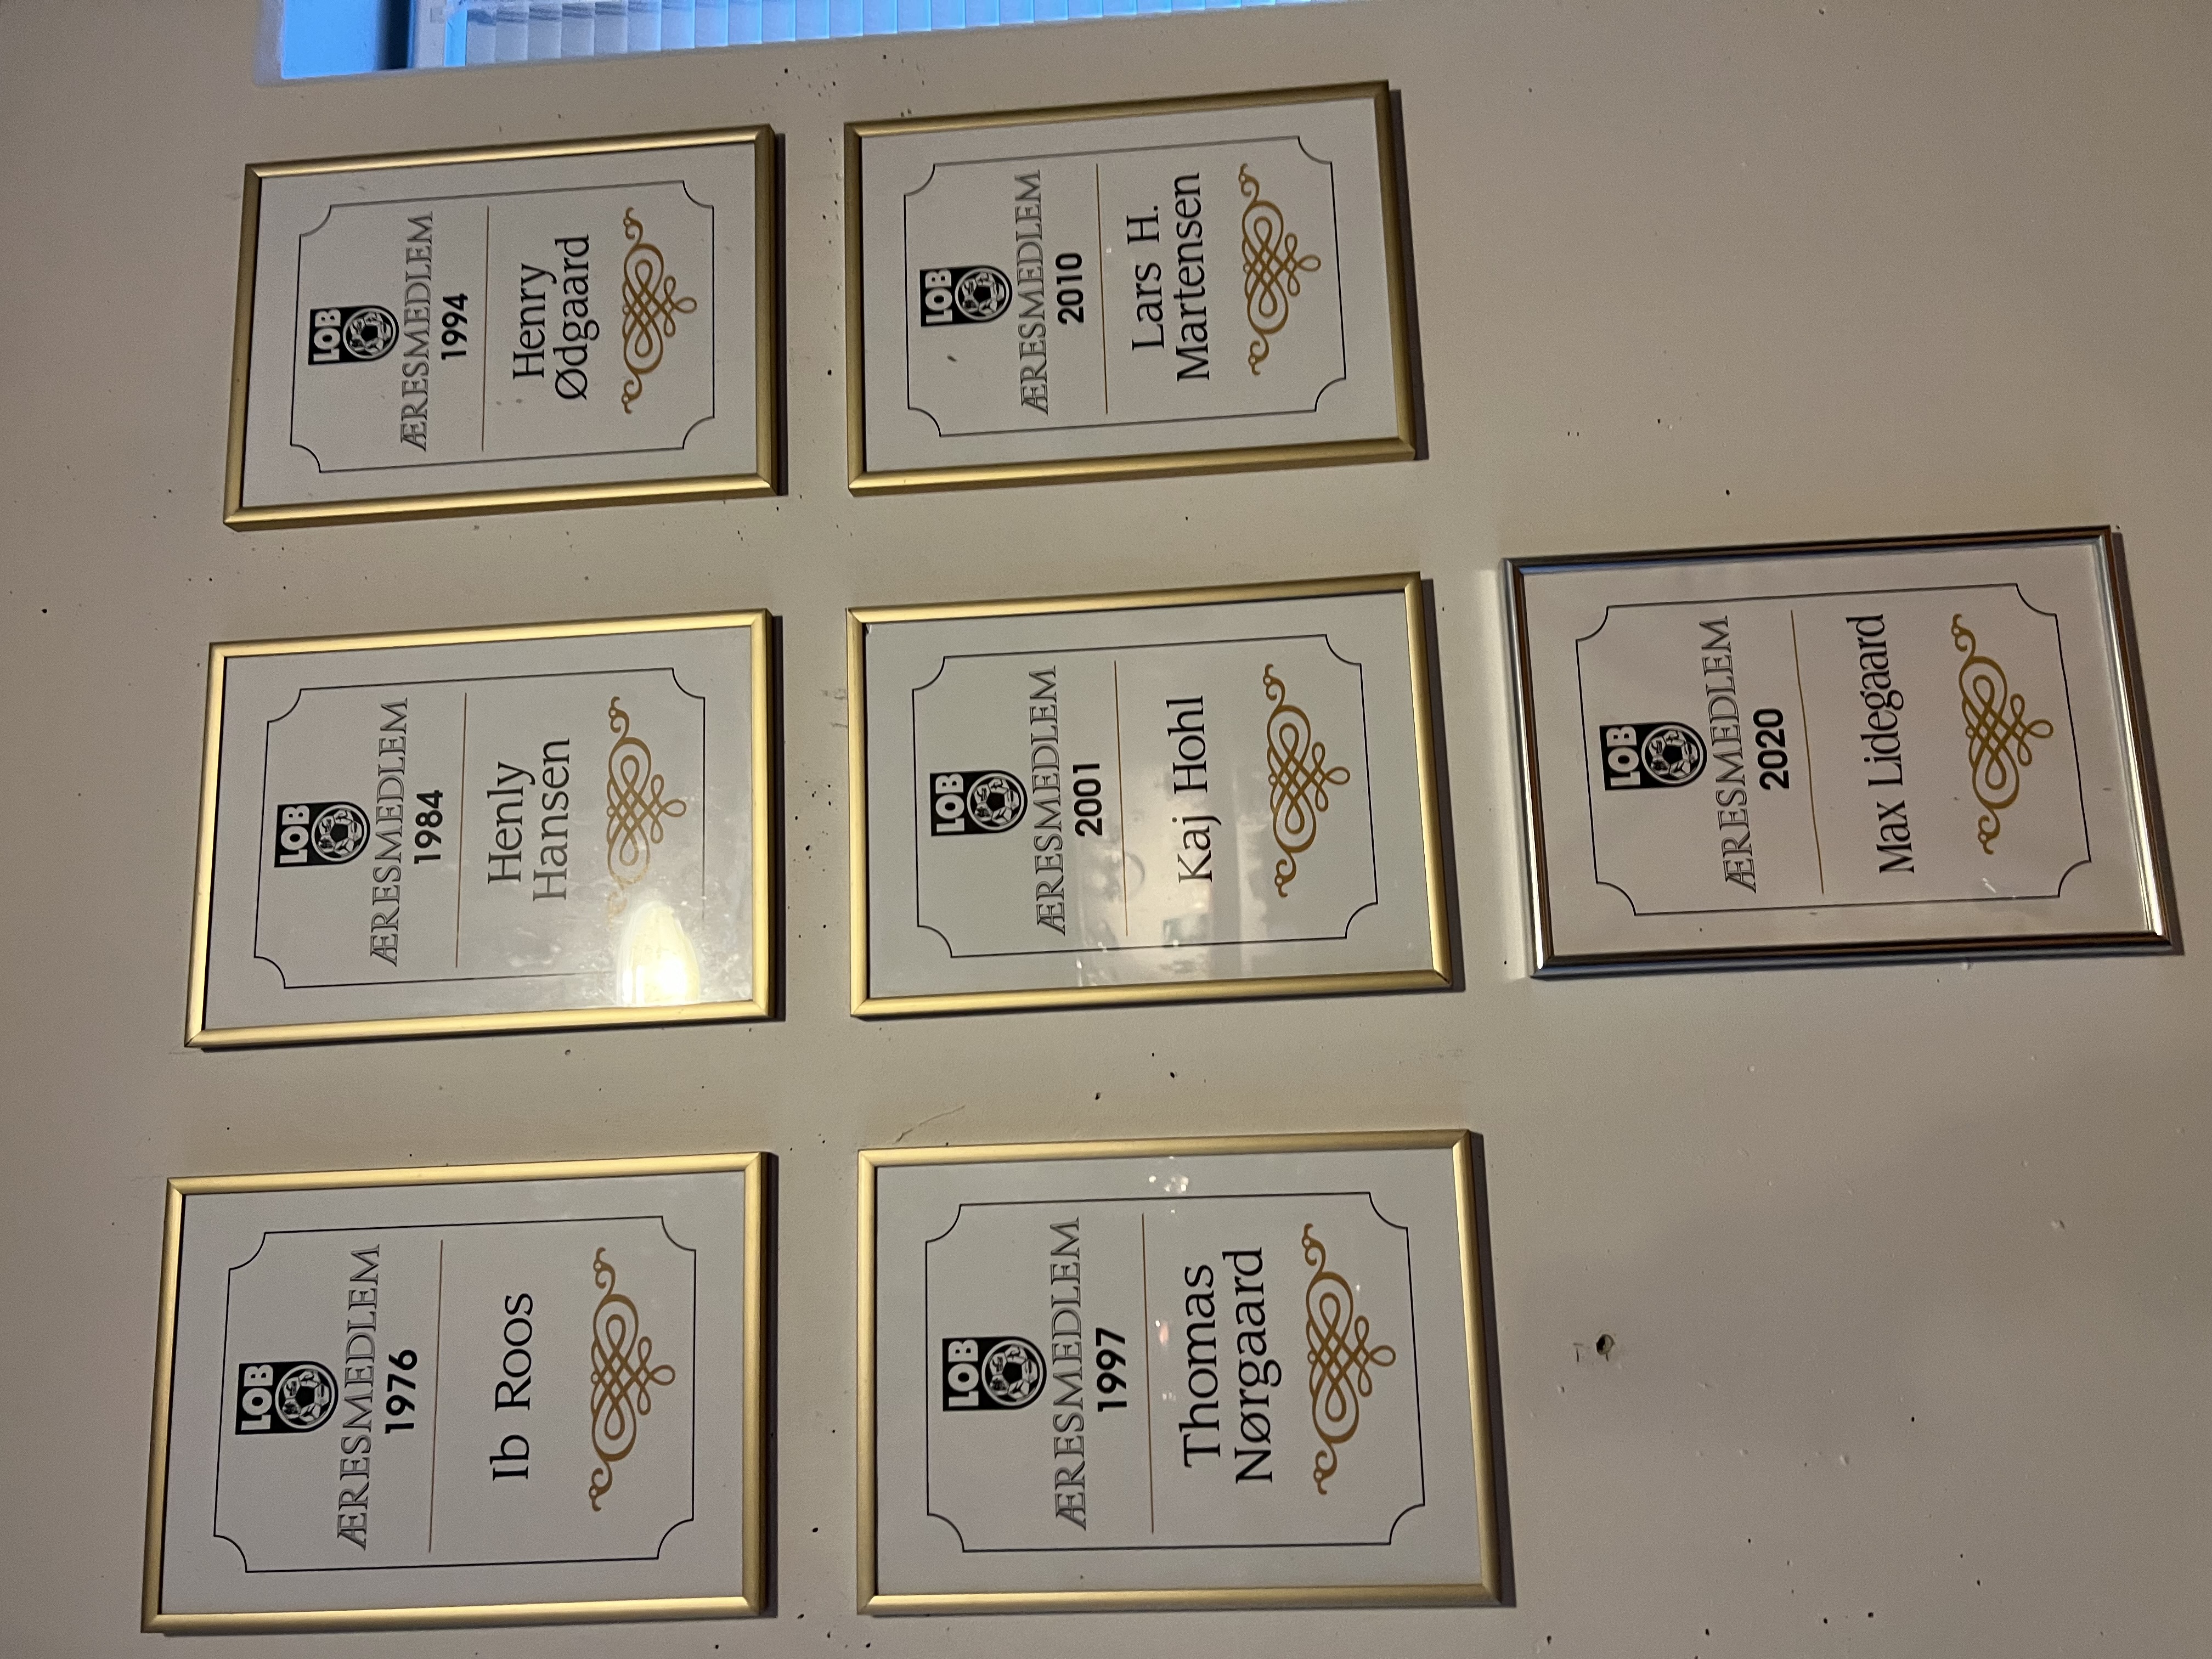 LOB
ÆRESMEDLEM
1976
Ib Roos
LOB
ÆRESMEDLEM
1984
Henly
Hansen
LOB
ÆRESMEDLEM
1994
Henry
Ødgaard
LOB
ÆRESMEDLEM
1997
Thomas
Nørgaard
LOB
ÆRESMEDLEM
2001
Kaj Hohl
LOB
ÆRESMEDLEM
2010
Lars H.
Martensen
LOB
ÆRESMEDLEM
2020
Max Lidegaard